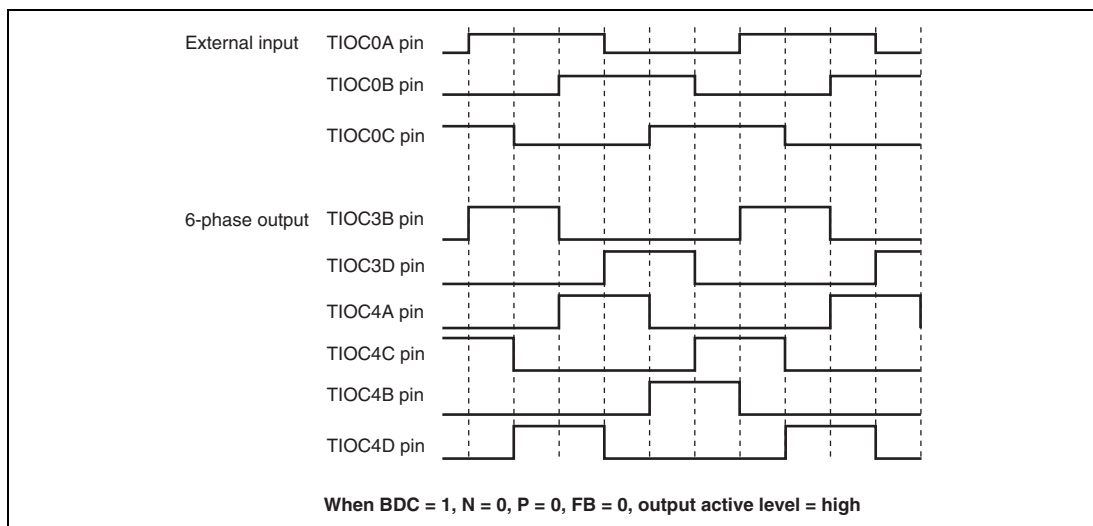 External input TIOC0A pin
TIOC0B pin
TIOC0C pin
6-phase output TIOC3B pin
TIOC3D pin
TIOC4A pin
TIOC4C pin
TIOC4B pin
TIOC4D pin
When BDC = 1, N = 0, P = 0, FB = 0, output active level = high